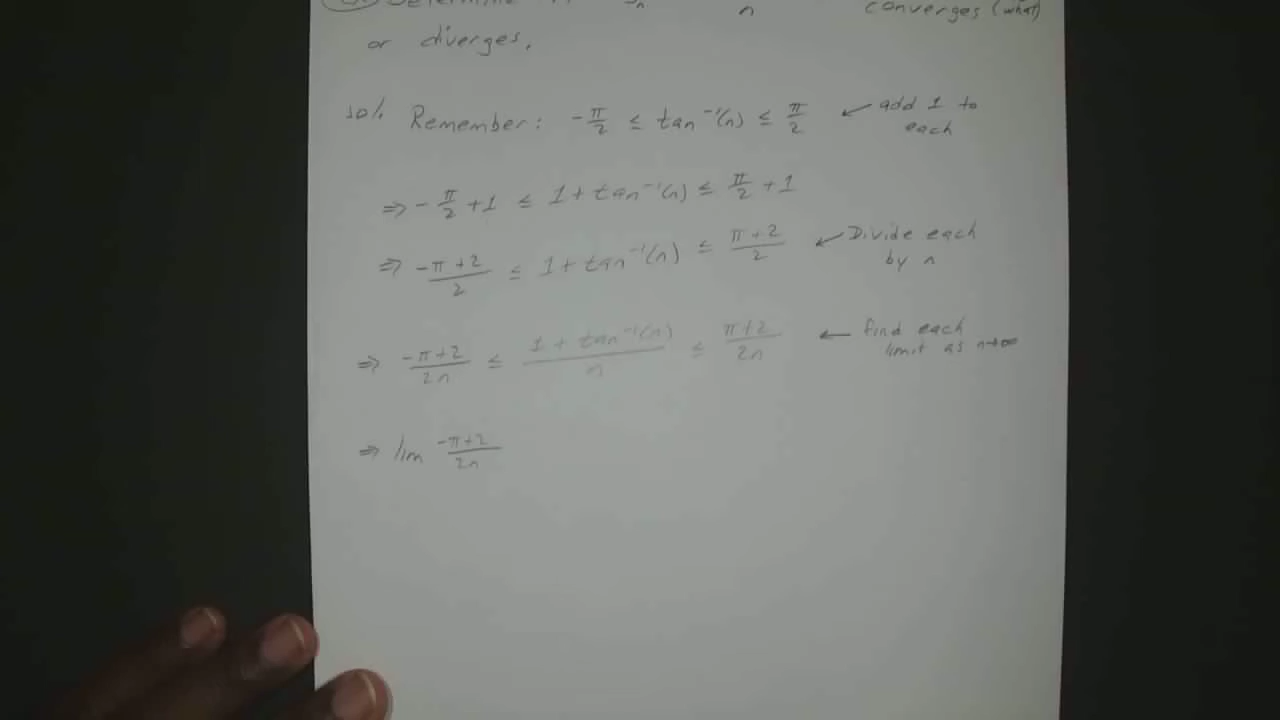 n n converges (what)
or diverges.
sol: Remember: -π/2 ≤ tan⁻¹(n) ≤ π/2 ← add 1 to each
⇒ -π/2 + 1 ≤ 1 + tan⁻¹(n) ≤ π/2 + 1
⇒ (-π + 2)/2 ≤ 1 + tan⁻¹(n) ≤ (π + 2)/2 ← Divide each by n
⇒ (-π + 2)/2n ≤ (1 + tan⁻¹(n))/n ≤ (π + 2)/2n ← find each limit as n→∞
⇒ lim (-π + 2)/2n